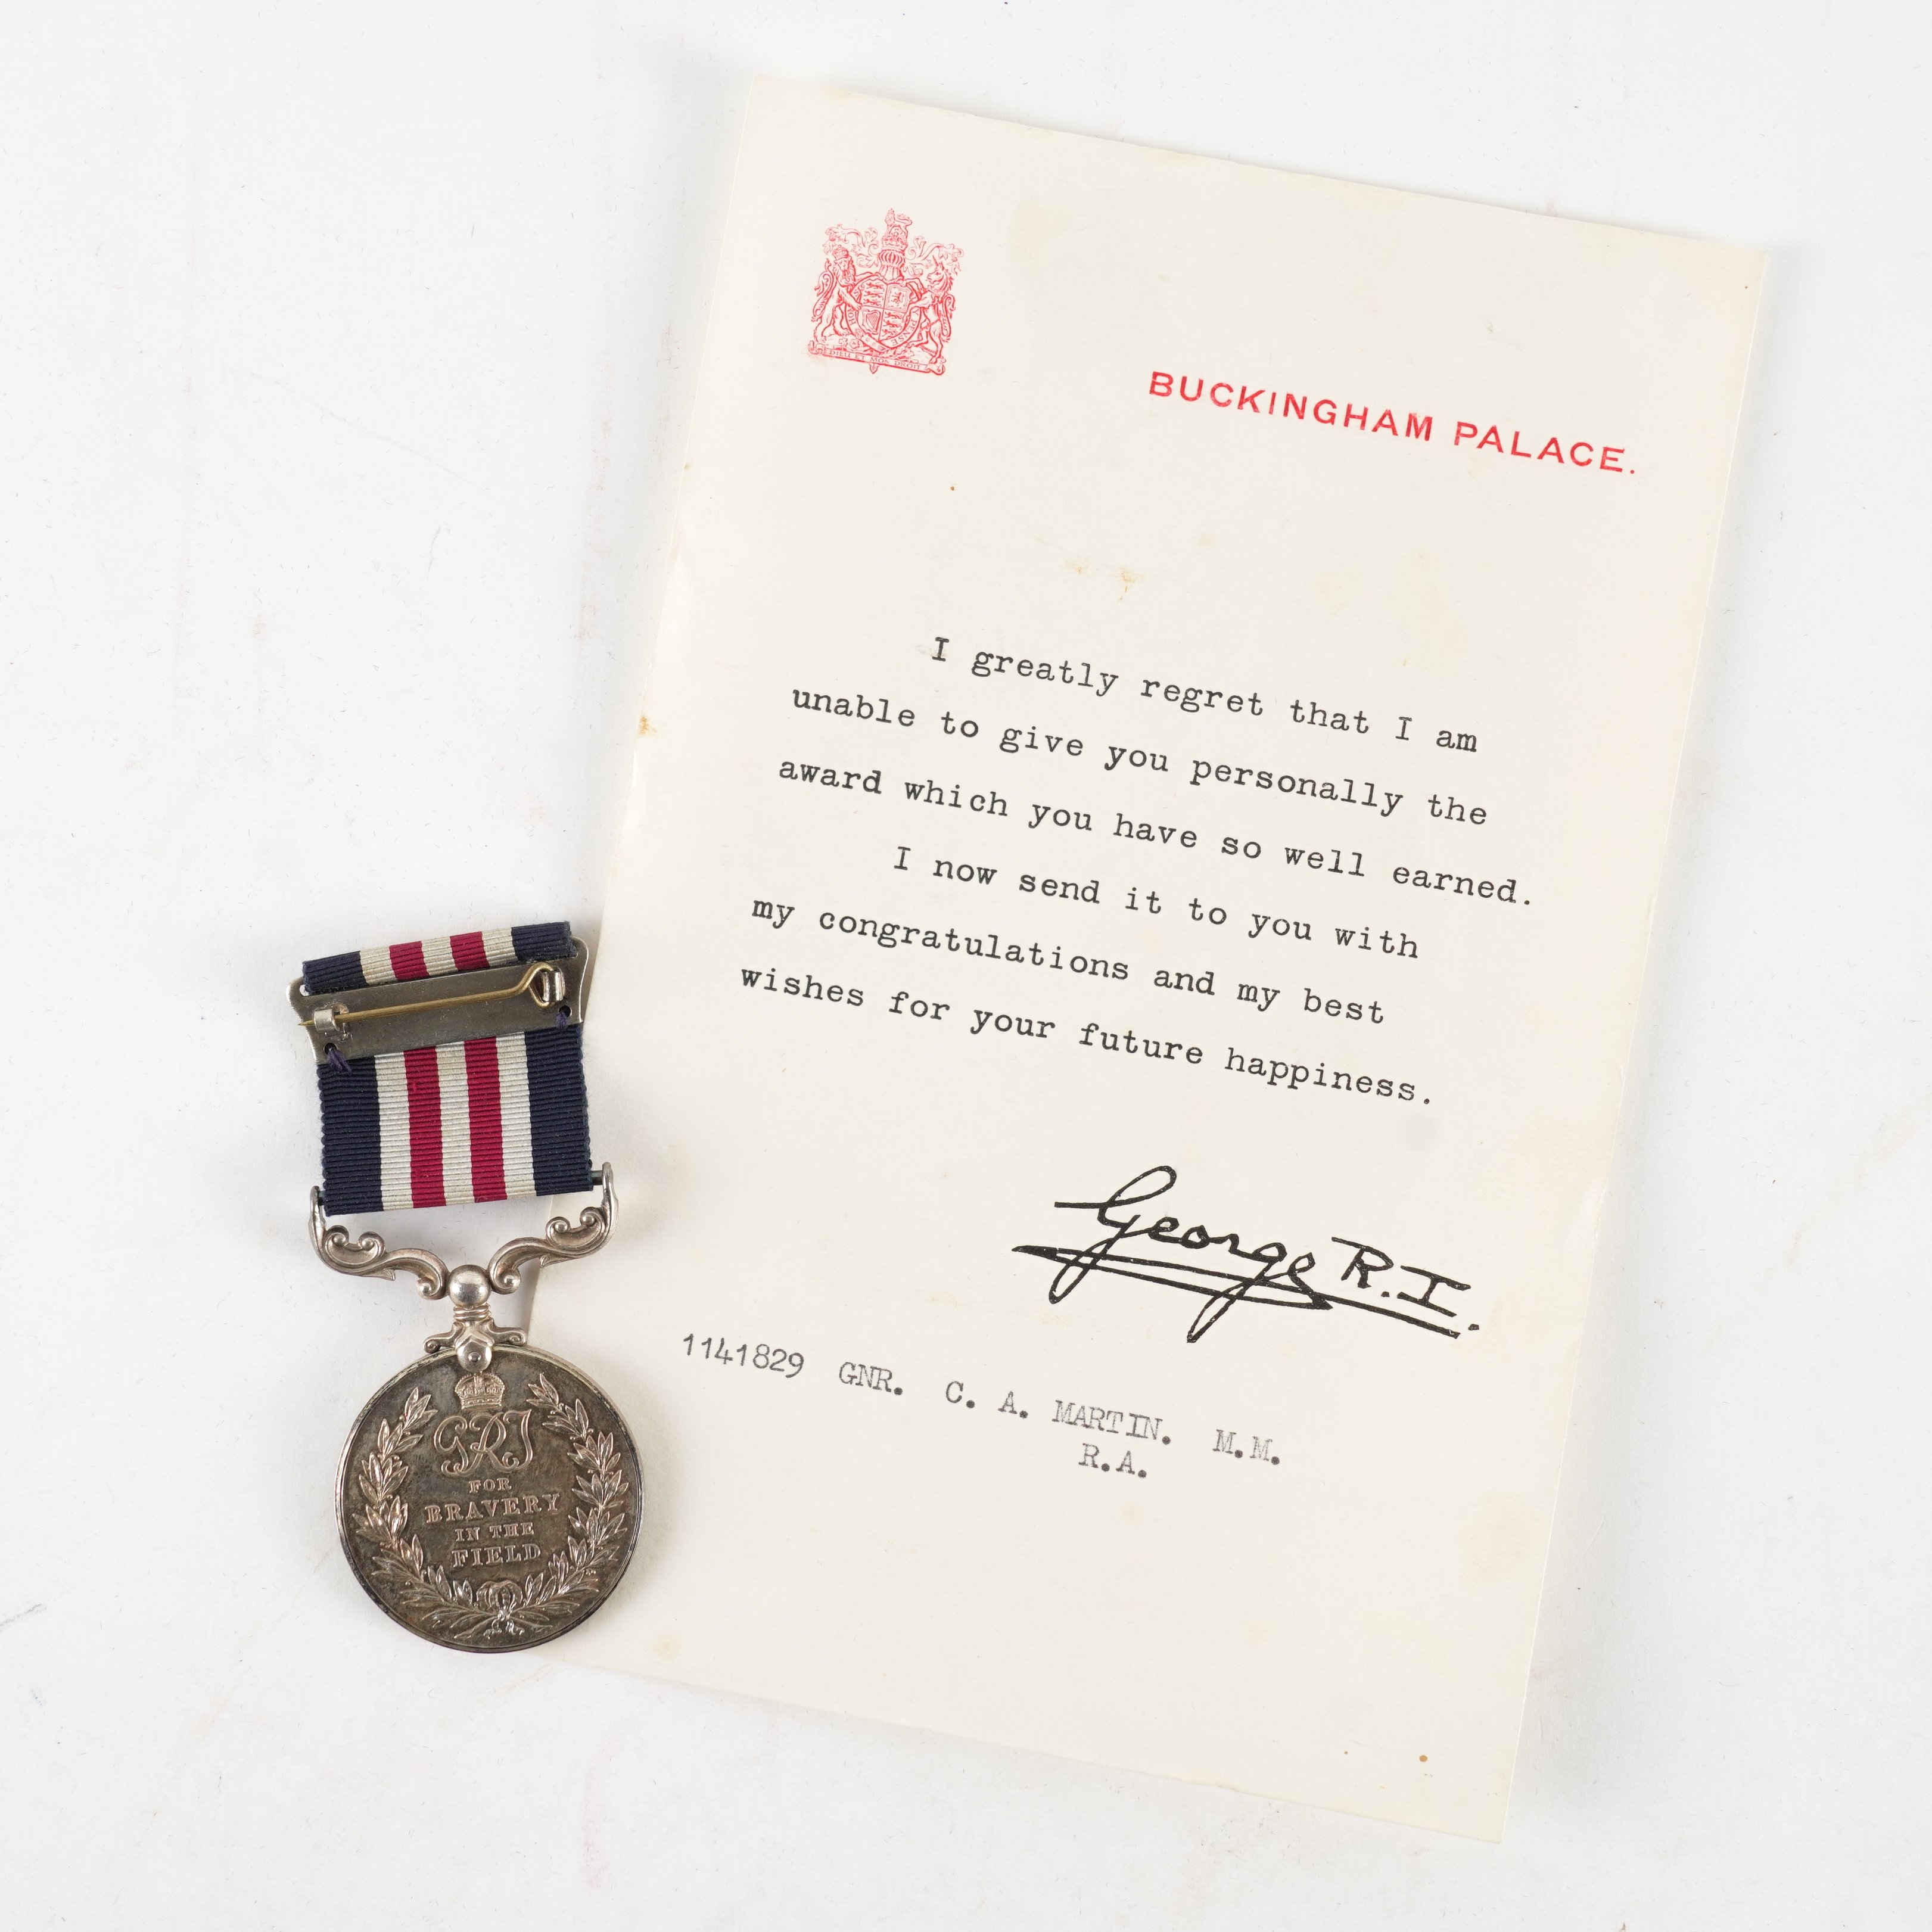 BUCKINGHAM PALACE.
I greatly regret that I am
unable to give you personally the
award which you have so well earned.
I now send it to you with
my congratulations and my best
wishes for your future happiness.
George R.I.
1141829 GNR. C. A. MARTIN. M.M.
R.A.
GRI
FOR
BRAVERY
IN THE
FIELD